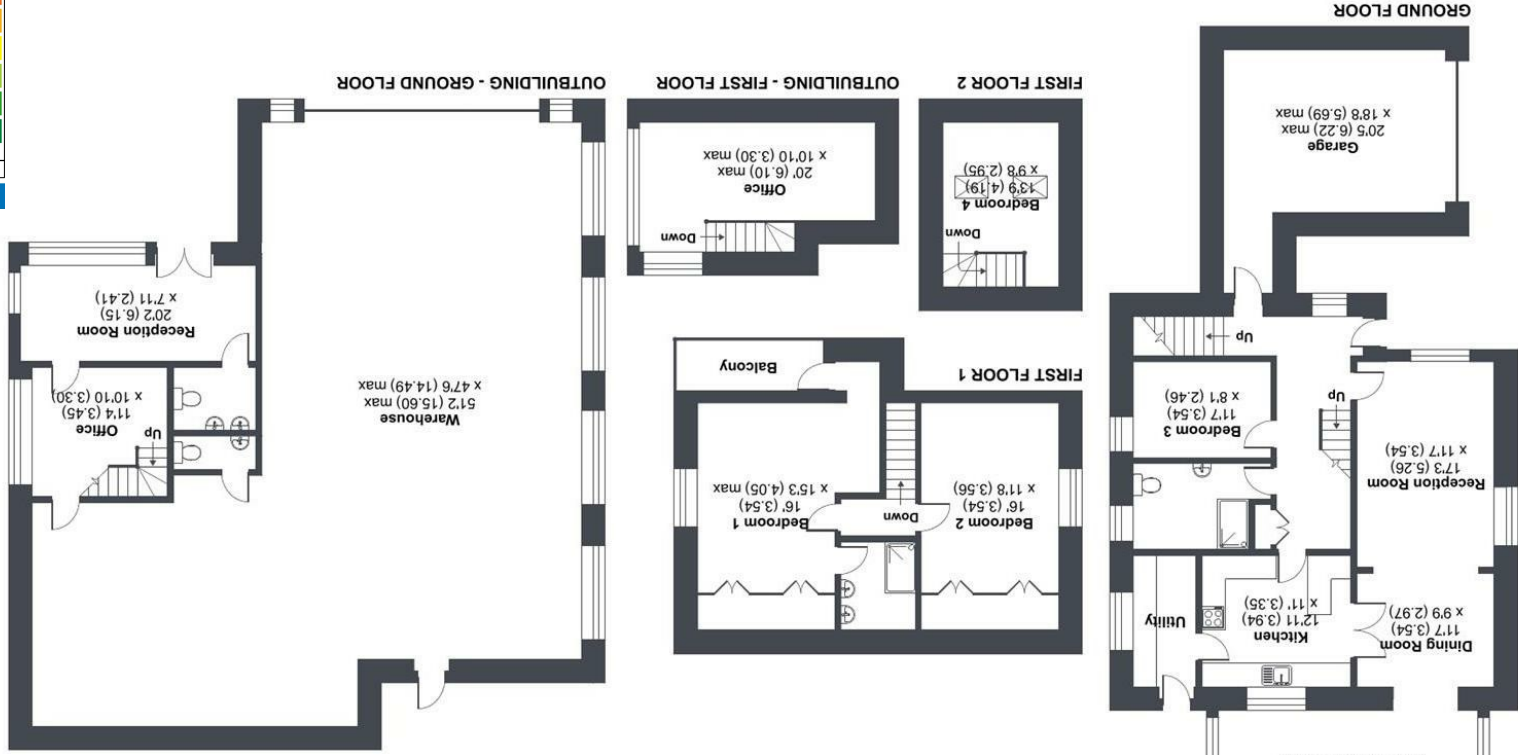 Dining Room
11'7 (3.54)
x 9'9 (2.97)
Kitchen
12'11 (3.94)
x 11' (3.35)
Utility
Reception Room
17'3 (5.26)
x 11'7 (3.54)
Up
Bedroom 3
11'7 (3.54)
x 8'1 (2.46)
Up
Garage
20'5 (6.22) max
x 18'8 (5.69) max
GROUND FLOOR
Bedroom 2
16' (3.54)
x 11'8 (3.56)
Down
Bedroom 1
16' (3.54)
x 15'3 (4.05) max
Balcony
FIRST FLOOR 1
Down
Bedroom 4
13'9 (4.19)
x 9'8 (2.95)
FIRST FLOOR 2
Down
Office
20' (6.10) max
x 10'10 (3.30) max
OUTBUILDING - FIRST FLOOR
Warehouse
51'2 (15.60) max
x 47'6 (14.49) max
Up
Office
11'4 (3.45)
x 10'10 (3.30)
Reception Room
20'2 (6.15)
x 7'11 (2.41)
OUTBUILDING - GROUND FLOOR